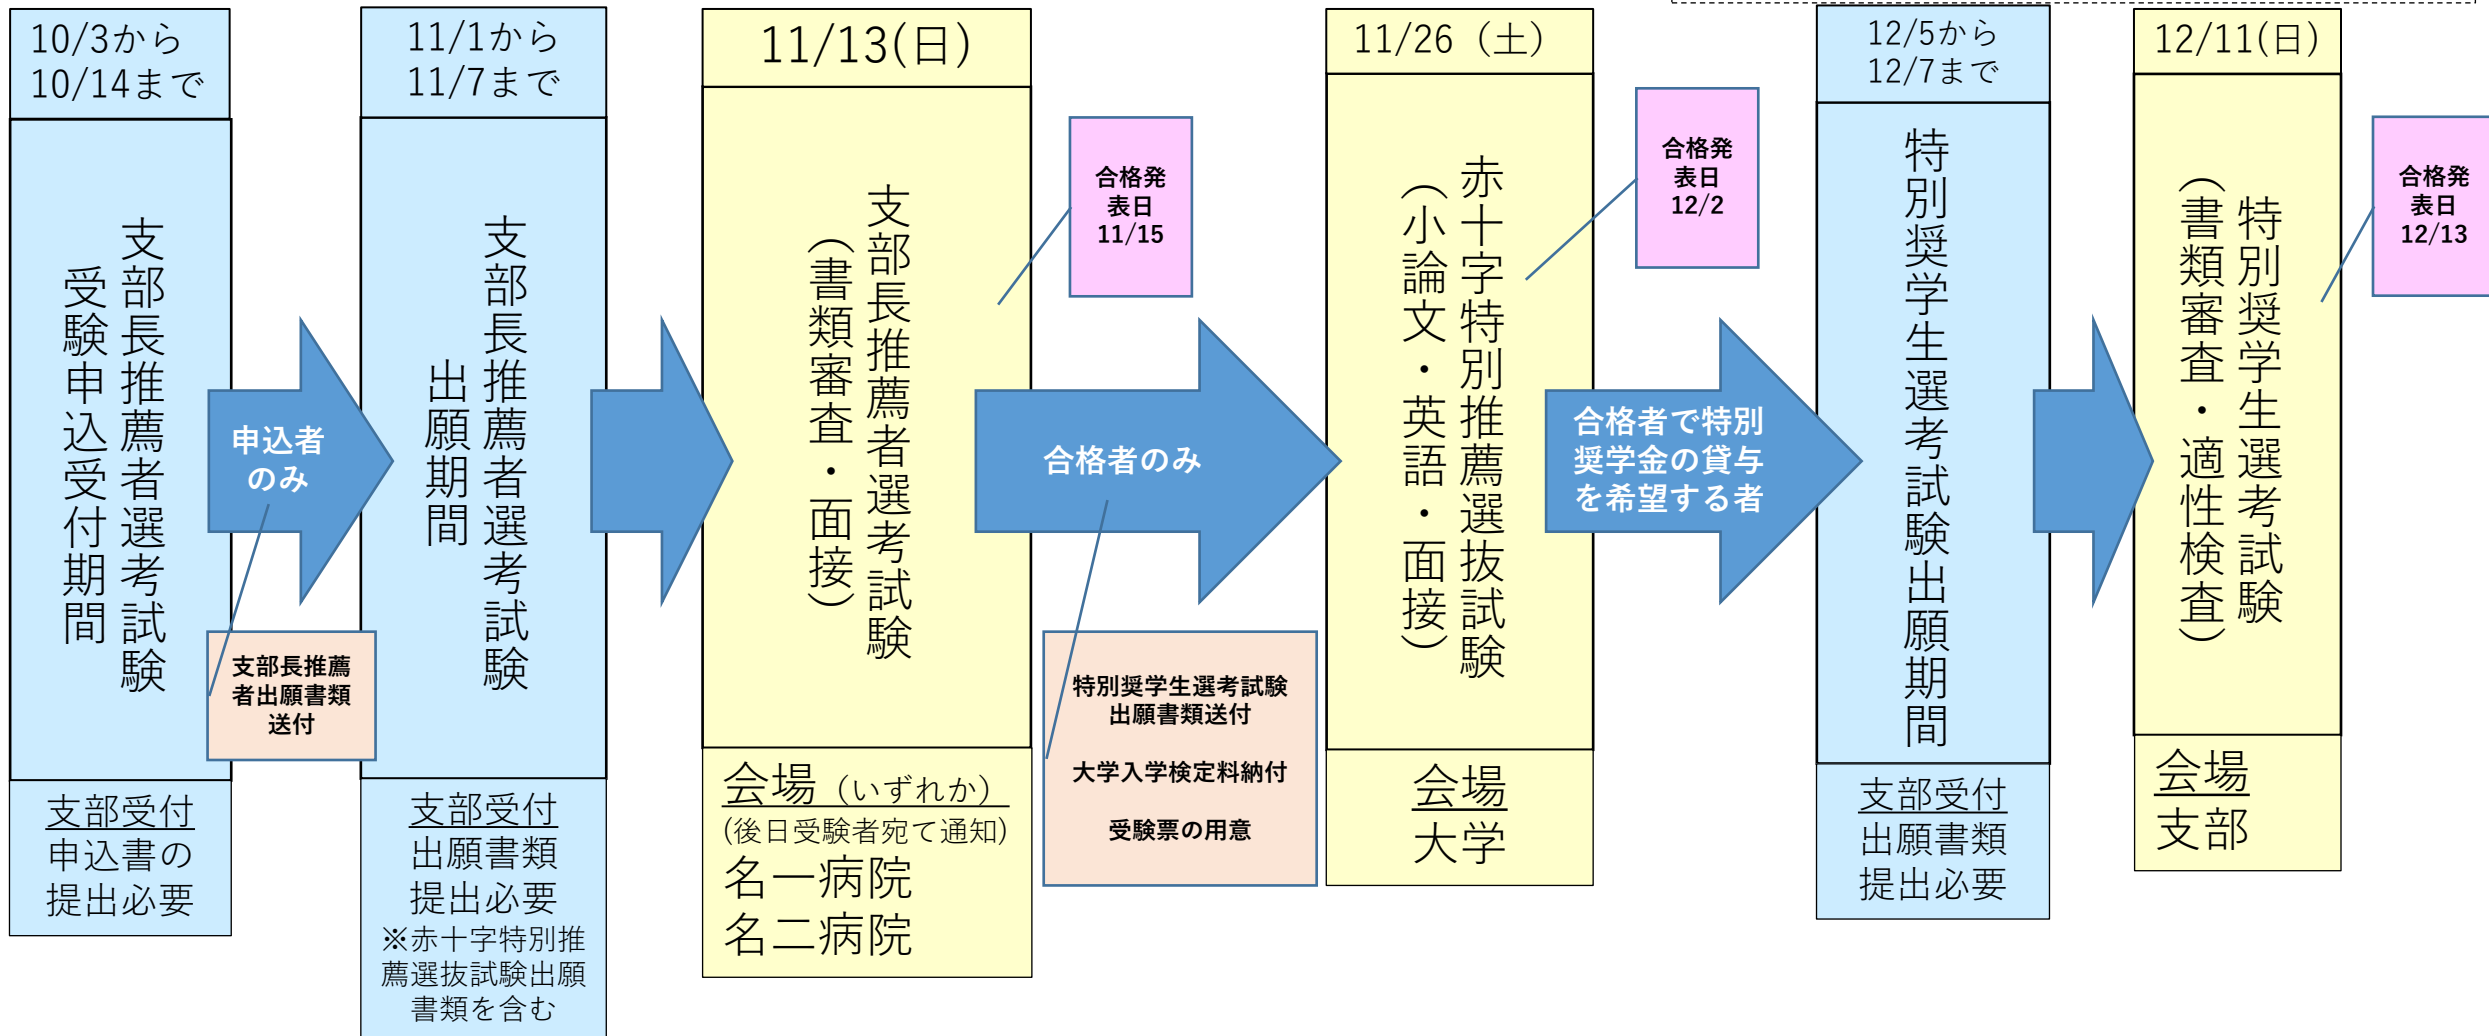 10/3から
10/14まで
支部長推薦者選考試験
受験申込受付期間
支部受付
申込書の
提出必要
申込者
のみ
支部長推薦
者出願書類
送付
11/1から
11/7まで
支部長推薦者選考試験
出願期間
支部受付
出願書類
提出必要
※赤十字特別推
薦選抜試験出願
書類を含む
11/13(日)
支部長推薦者選考試験
（書類審査・面接）
会場（いずれか）
(後日受験者宛て通知)
名一病院
名二病院
合格発
表日
11/15
合格者のみ
特別奨学生選考試験
出願書類送付
大学入学検定料納付
受験票の用意
11/26（土）
赤十字特別推薦選抜試験
（小論文・英語・面接）
会場
大学
合格発
表日
12/2
合格者で特別
奨学金の貸与
を希望する者
12/5から
12/7まで
特別奨学生選考試験出願期間
支部受付
出願書類
提出必要
12/11(日)
特別奨学生選考試験
（書類審査・適性検査）
会場
支部
合格発
表日
12/13